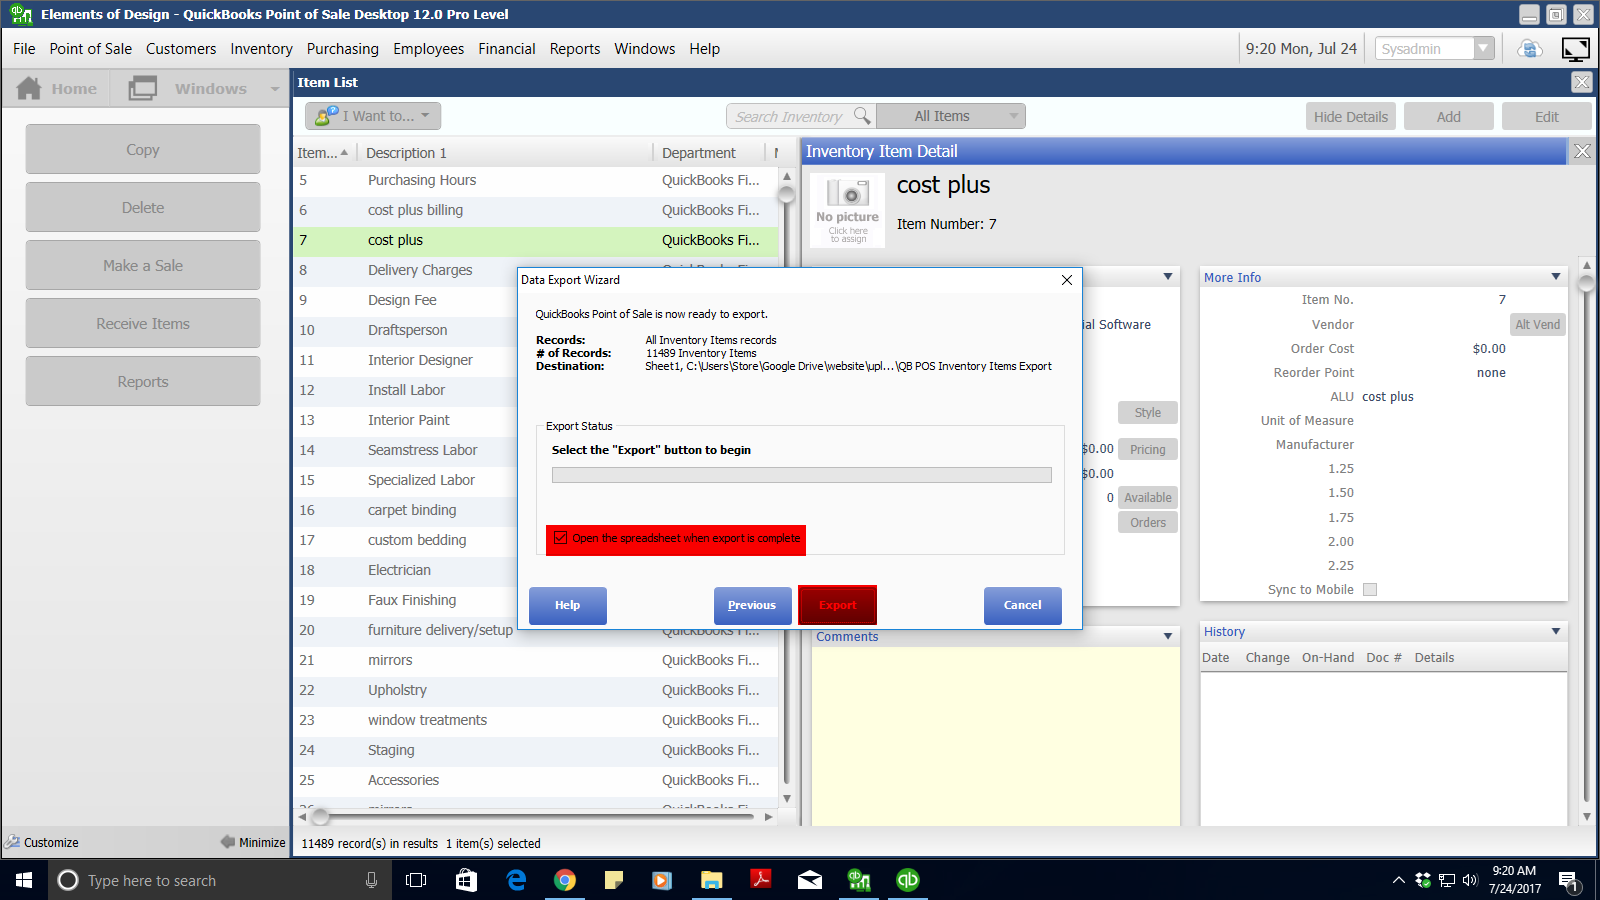 Elements of Design - QuickBooks Point of Sale Desktop 12.0 Pro Level
File Point of Sale Customers Inventory Purchasing Employees Financial Reports Windows Help
9:20 Mon, Jul 24
Sysadmin
Home
Windows
Item List
I Want to...
Search Inventory
All Items
Hide Details
Add
Edit
Copy
Delete
Make a Sale
Receive Items
Reports
Item... Description 1 Department
5 Purchasing Hours QuickBooks Fi...
6 cost plus billing QuickBooks Fi...
7 cost plus QuickBooks Fi...
8 Delivery Charges QuickBooks Fi...
9 Design Fee
10 Draftsperson
11 Interior Designer
12 Install Labor
13 Interior Paint
14 Seamstress Labor
15 Specialized Labor
16 carpet binding
17 custom bedding
18 Electrician
19 Faux Finishing
20 furniture delivery/setup QuickBooks Fi...
21 mirrors QuickBooks Fi...
22 Upholstry QuickBooks Fi...
23 window treatments QuickBooks Fi...
24 Staging QuickBooks Fi...
25 Accessories QuickBooks Fi...
26 mirrors QuickBooks Fi...
Inventory Item Detail
No picture
Click here
to assign
cost plus
Item Number: 7
ial Software
Style
$0.00 Pricing
$0.00
0 Available
Orders
Comments
More Info
Item No. 7
Vendor Alt Vend
Order Cost $0.00
Reorder Point none
ALU cost plus
Unit of Measure
Manufacturer
1.25
1.50
1.75
2.00
2.25
Sync to Mobile
History
Date Change On-Hand Doc # Details
Data Export Wizard
QuickBooks Point of Sale is now ready to export.
Records: All Inventory Items records
# of Records: 11489 Inventory Items
Destination: Sheet1, C:\Users\Store\Google Drive\website\upl...\QB POS Inventory Items Export
Export Status
Select the "Export" button to begin
Open the spreadsheet when export is complete
Help
Previous
Export
Cancel
Customize
Minimize
11489 record(s) in results 1 item(s) selected
Type here to search
9:20 AM
7/24/2017
1